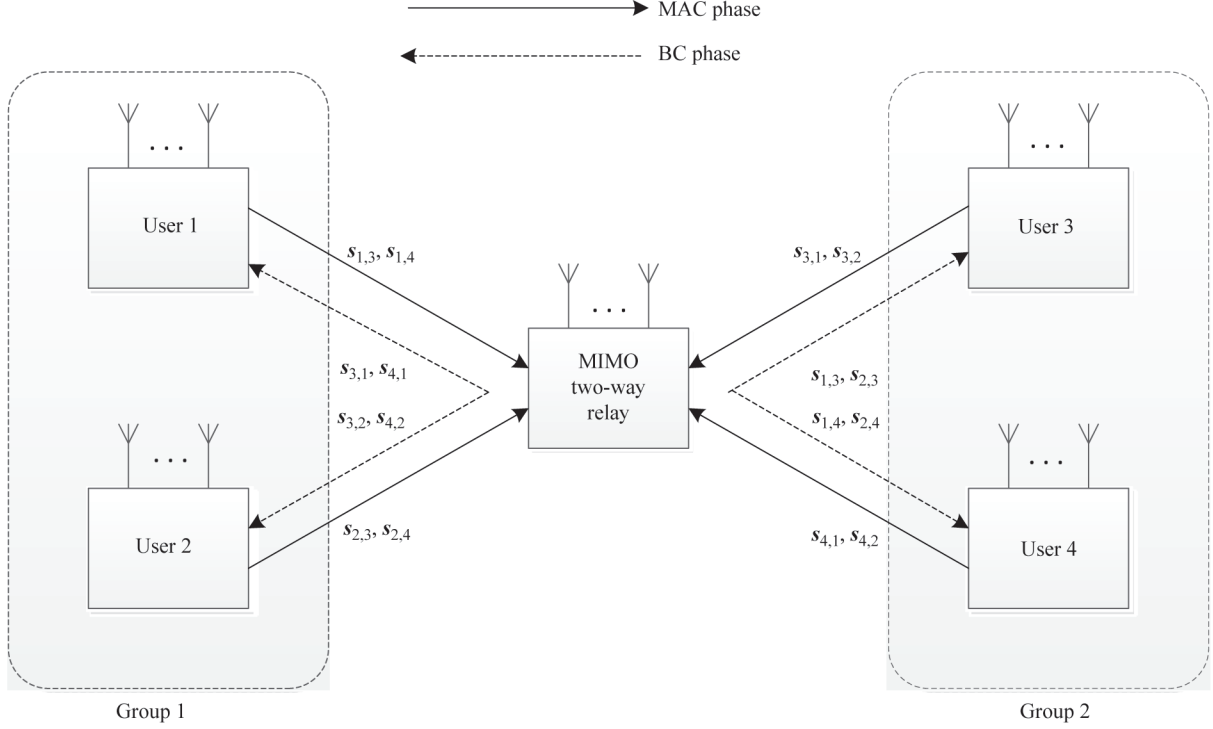 MAC phase
BC phase
User 1
s1,3, s1,4
s3,1, s4,1
s3,2, s4,2
User 2
s2,3, s2,4
Group 1
MIMO
two-way
relay
User 3
s3,1, s3,2
s1,3, s2,3
s1,4, s2,4
User 4
s4,1, s4,2
Group 2